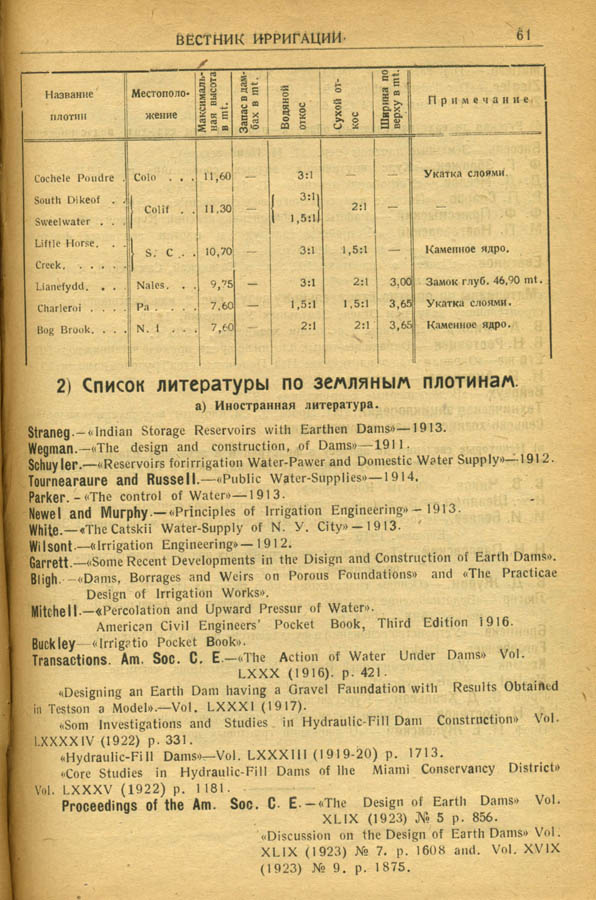 ВЕСТНИК ИРРИГАЦИИ. 61
Название плотин | Местоположение | Максимальная высота в mt. | Запас в дамбах в mt. | Водяной откос | Сухой откос | Ширина по верху в mt. | Примечание
Cochele Poudre . | Colo . . . | 11,60 | — | 3:1 | — | — | Укатка слоями.
South Dikeof . . Sweelwater . . . | Colif . . | 11,30 | — | 3:1 1,5:1 | 2:1 | — | —
Little Horse. . . Creek. . . . . . | S. C . . . | 10,70 | — | 3:1 | 1,5:1 | — | Каменное ядро.
Llanefydd. . . | Nales. . . | 9,75 | — | 3:1 | 2:1 | 3,00 | Замок глуб. 46,90 mt.
Charleroi . . . . | Pa . . . . | 7,60 | — | 1,5:1 | 1,5:1 | 3,65 | Укатка слоями.
Bog Brook. . . . | N. I . . . | 7,60 | — | 2:1 | 2:1 | 3,65 | Каменное ядро.
2) Список литературы по земляным плотинам.
а) Иностранная литература.
Straneg.—«Indian Storage Reservoirs with Earthen Dams»—1913.
Wegman.—«The design and construction, of Dams»—1911.
Schuyler.—«Reservoirs forirrigation Water-Pawer and Domestic Water Supply»—1912.
Tournearaure and Russell.—«Public Water-Supplies»—1914.
Parker. - «The control of Water»—1913.
Newel and Murphy.—«Principles of Irrigation Engineering» – 1913.
White.—«The Catskii Water-Supply of N. Y. City»—1913.
Wilsont.—«Irrigation Engineering»—1912.
Garrett.—«Some Recent Developments in the Disign and Construction of Earth Dams».
Bligh.—«Dams, Borrages and Weirs on Porous Foundations» and «The Practicae
Design of Irrigation Works».
Mitchell.—«Percolation and Upward Pressur of Water».
American Civil Engineers' Pocket Book, Third Edition 1916.
Buckley—«Irrigatio Pocket Book».
Transactions. Am. Soc. C. E.—«The Action of Water Under Dams» Vol.
LXXX (1916). p. 421.
«Designing an Earth Dam having a Gravel Faundation with Results Obtained
in Testson a Model».—Vol. LXXXI (1917).
«Som Investigations and Studies in Hydraulic-Fill Dam Construction» Vol.
LXXXXIV (1922) p. 331.
«Hydraulic-Fill Dams»—Vol. LXXXIII (1919-20) p. 1713.
«Core Studies in Hydraulic-Fill Dams of lhe Miami Conservancy District»
Vol. LXXXV (1922) p. 1181.
Proceedings of the Am. Soc. C. E.—«The Design of Earth Dams» Vol.
XLIX (1923) № 5 p. 856.
«Discussion on the Design of Earth Dams» Vol.
XLIX (1923) № 7. p. 1608 and. Vol. XVIX
(1923) № 9. p. 1875.